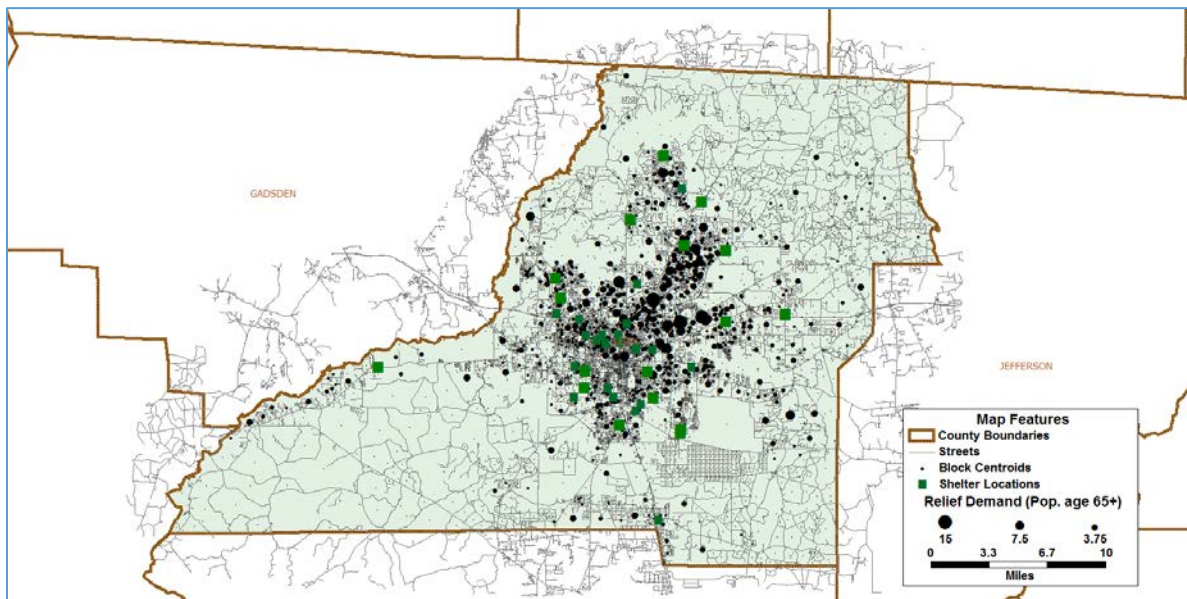 GADSDEN
JEFFERSON
Map Features
County Boundaries
Streets
Block Centroids
Shelter Locations
Relief Demand (Pop. age 65+)
15 7.5 3.75
0 3.3 6.7 10
Miles